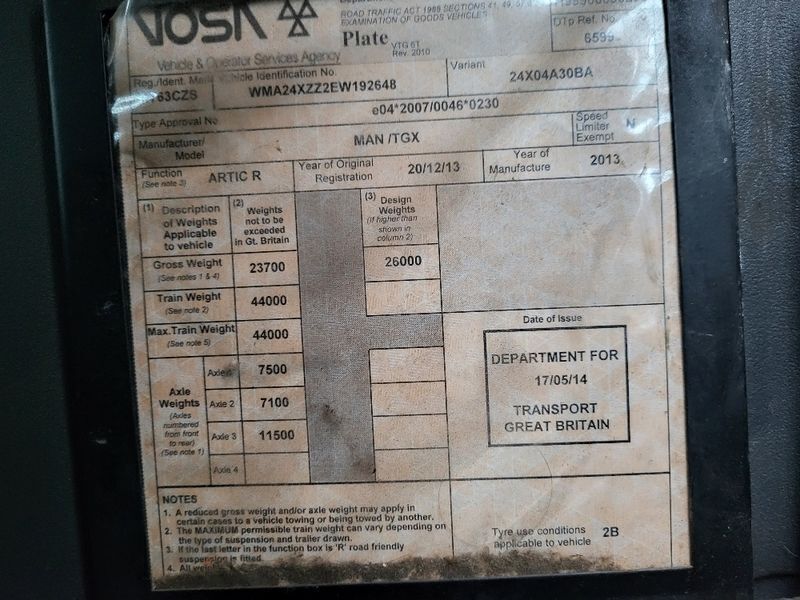 VOSA
Vehicle & Operator Services Agency
ROAD TRAFFIC ACT 1988 SECTIONS 41, 49,
EXAMINATION OF GOODS VEHICLES
Plate VTG 6T
Rev. 2010
DTp Ref. No.
Reg./Ident. Mark
63CZS
Vehicle Identification No.
WMA24XZZ2EW192648
Variant
24X04A30BA
Type Approval No
e04*2007/0046*0230
Manufacturer/
Model
MAN /TGX
Speed
Limiter
Exempt
N
Function
(See note 3)
ARTIC R
Year of Original
Registration
20/12/13
Year of
Manufacture
2013
(1) Description
of Weights
Applicable
to vehicle
(2) Weights
not to be
exceeded
in Gt. Britain
(3) Design
Weights
(if higher than
shown in
column 2)
Gross Weight
(See notes 1 & 4)
23700
26000
Train Weight
(See note 2)
44000
Max.Train Weight
(See note 5)
44000
Axle
Weights
(Axles
numbered
from front
to rear)
(See note 1)
Axle 1
7500
Axle 2
7100
Axle 3
11500
Axle 4
Date of Issue
DEPARTMENT FOR
17/05/14
TRANSPORT
GREAT BRITAIN
NOTES
1. A reduced gross weight and/or axle weight may apply in
certain cases to a vehicle towing or being towed by another.
2. The MAXIMUM permissible train weight can vary depending on
the type of suspension and trailer drawn.
3. If the last letter in the function box is 'R' road friendly
suspension is fitted.
4. All
Tyre use conditions
applicable to vehicle
2B